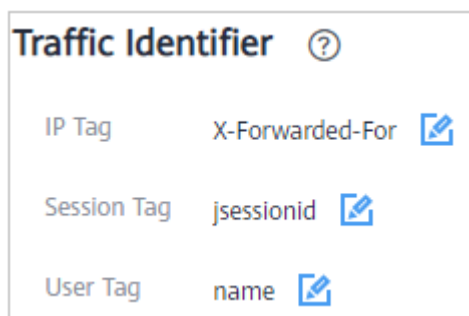 Traffic Identifier ?
IP Tag X-Forwarded-For
Session Tag jsessionid
User Tag name